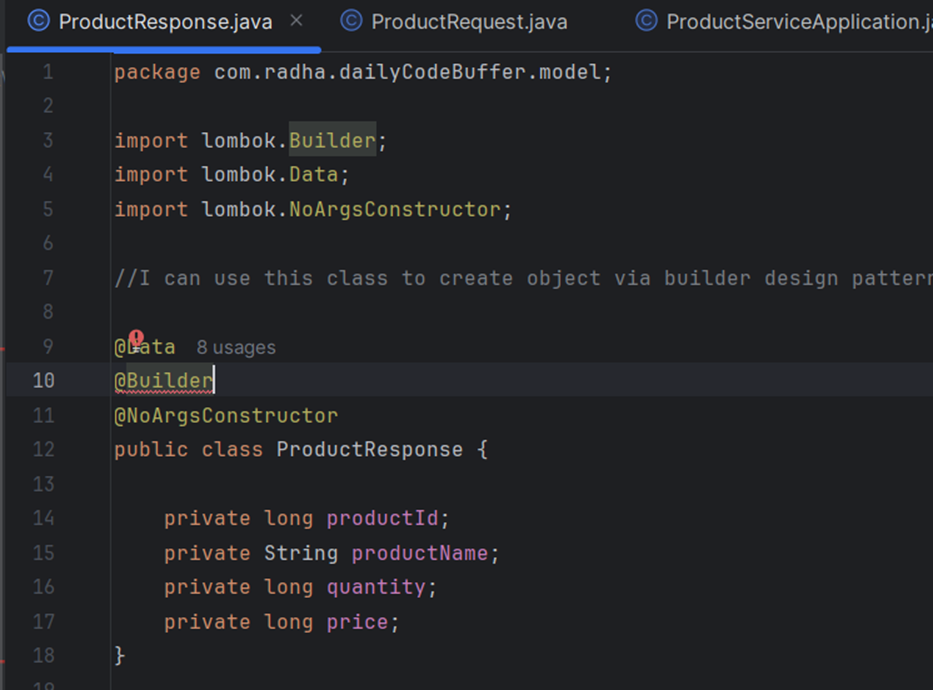 ProductResponse.java × ProductRequest.java ProductServiceApplication.j
1 package com.radha.dailyCodeBuffer.model;
2
3 import lombok.Builder;
4 import lombok.Data;
5 import lombok.NoArgsConstructor;
6
7 //I can use this class to create object via builder design pattern
8
9 @Data 8 usages
10 @Builder
11 @NoArgsConstructor
12 public class ProductResponse {
13
14 private long productId;
15 private String productName;
16 private long quantity;
17 private long price;
18 }
19